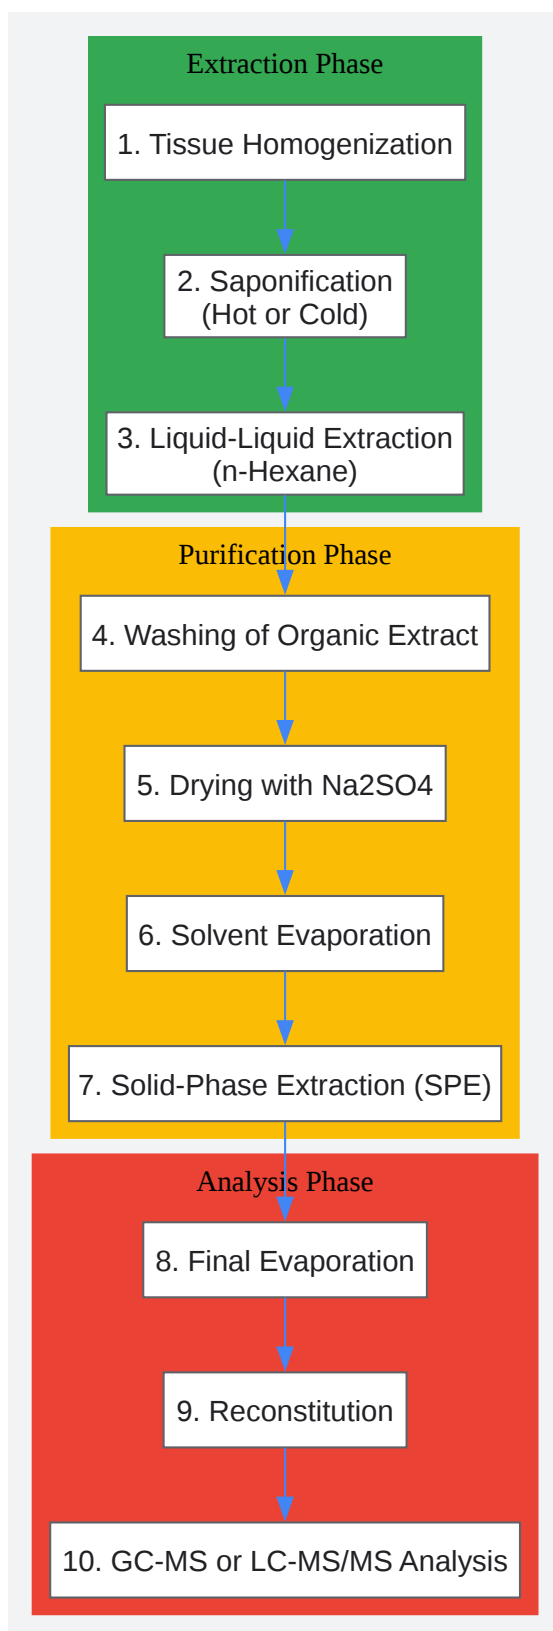 Extraction Phase
1. Tissue Homogenization
2. Saponification
(Hot or Cold)
3. Liquid-Liquid Extraction
(n-Hexane)
Purification Phase
4. Washing of Organic Extract
5. Drying with Na2SO4
6. Solvent Evaporation
7. Solid-Phase Extraction (SPE)
Analysis Phase
8. Final Evaporation
9. Reconstitution
10. GC-MS or LC-MS/MS Analysis